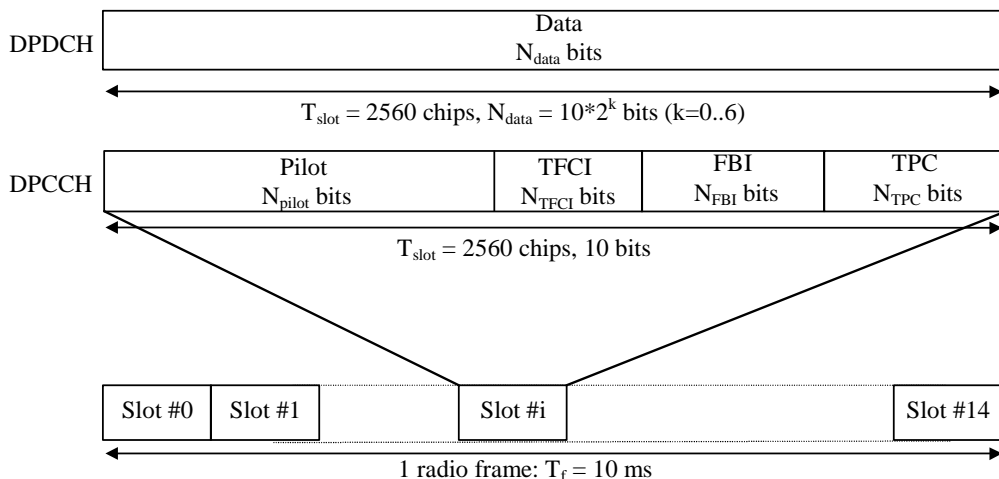 Data
DPDCH
N_data bits
T_slot = 2560 chips, N_data = 10*2^k bits (k=0..6)
Pilot TFCI FBI TPC
DPCCH
N_pilot bits N_TFCI bits N_FBI bits N_TPC bits
T_slot = 2560 chips, 10 bits
Slot #0 Slot #1 Slot #i Slot #14
1 radio frame: T_f = 10 ms